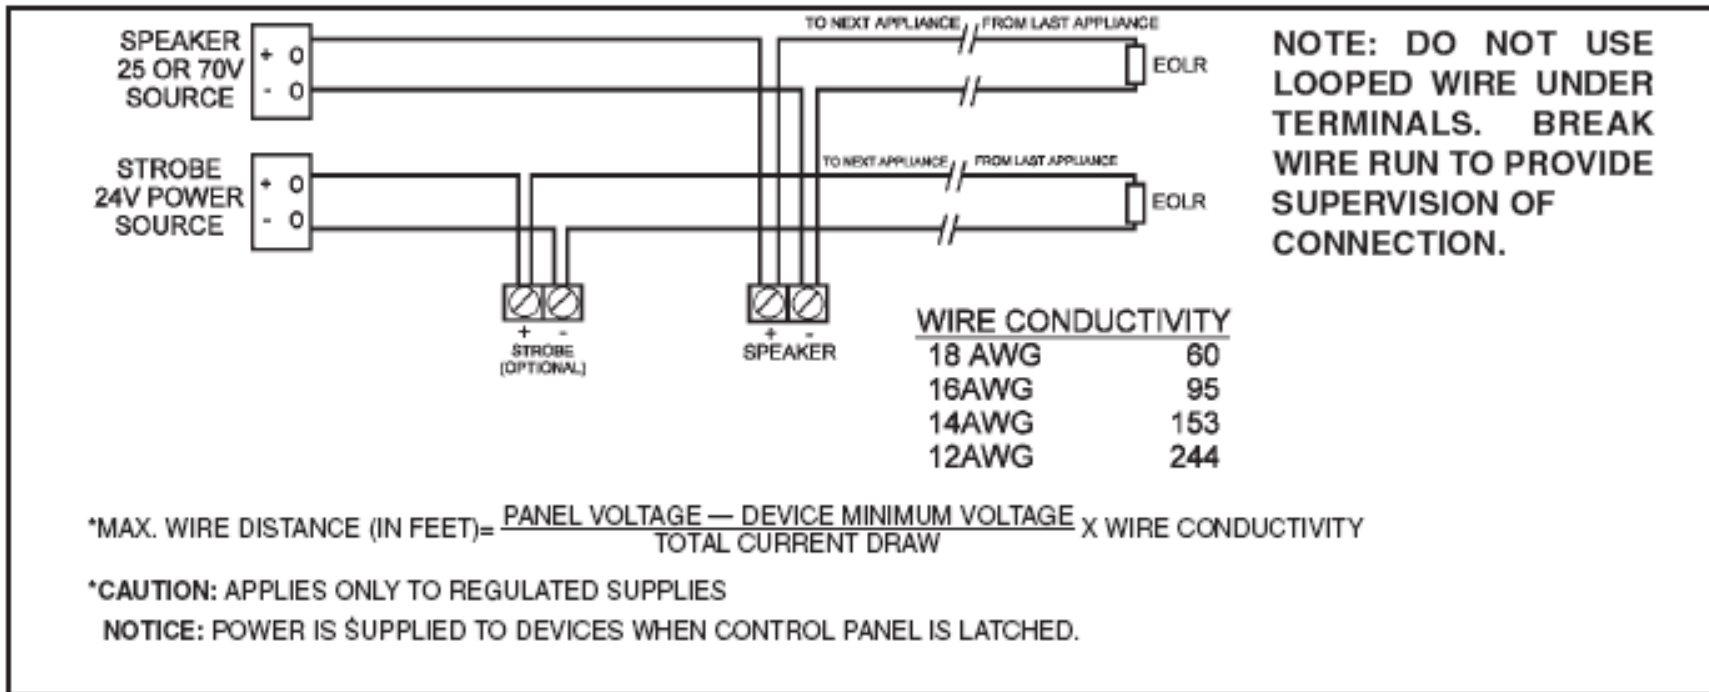 SPEAKER
25 OR 70V
SOURCE
+ O
- O
TO NEXT APPLIANCE
FROM LAST APPLIANCE
EOLR
STROBE
24V POWER
SOURCE
+ O
- O
TO NEXT APPLIANCE
FROM LAST APPLIANCE
EOLR
NOTE: DO NOT USE
LOOPED WIRE UNDER
TERMINALS. BREAK
WIRE RUN TO PROVIDE
SUPERVISION OF
CONNECTION.
+ -
STROBE
(OPTIONAL)
+ -
SPEAKER
WIRE CONDUCTIVITY
18 AWG 60
16AWG 95
14AWG 153
12AWG 244
*MAX. WIRE DISTANCE (IN FEET)= PANEL VOLTAGE — DEVICE MINIMUM VOLTAGE X WIRE CONDUCTIVITY
TOTAL CURRENT DRAW
*CAUTION: APPLIES ONLY TO REGULATED SUPPLIES
NOTICE: POWER IS SUPPLIED TO DEVICES WHEN CONTROL PANEL IS LATCHED.